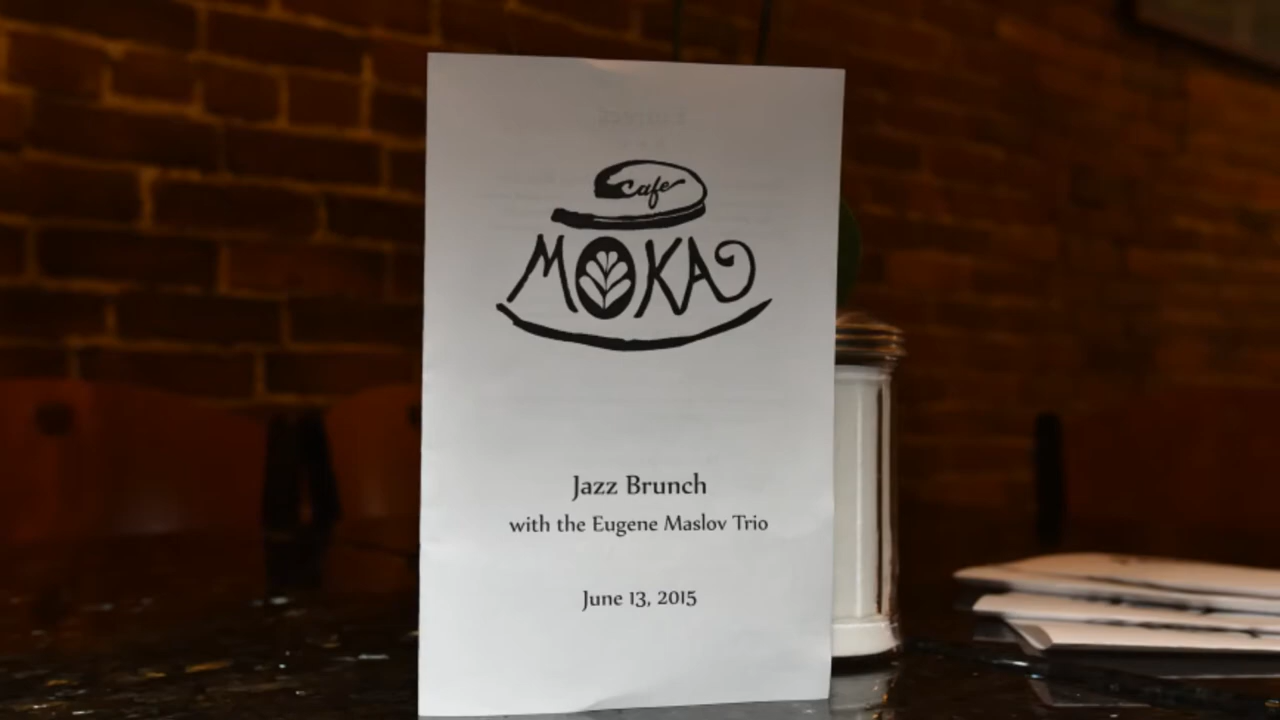 Cafe
MOKA
Jazz Brunch
with the Eugene Maslov Trio
June 13, 2015